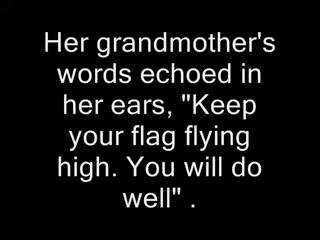 Her grandmother's
words echoed in
her ears, "Keep
your flag flying
high. You will do
well" .